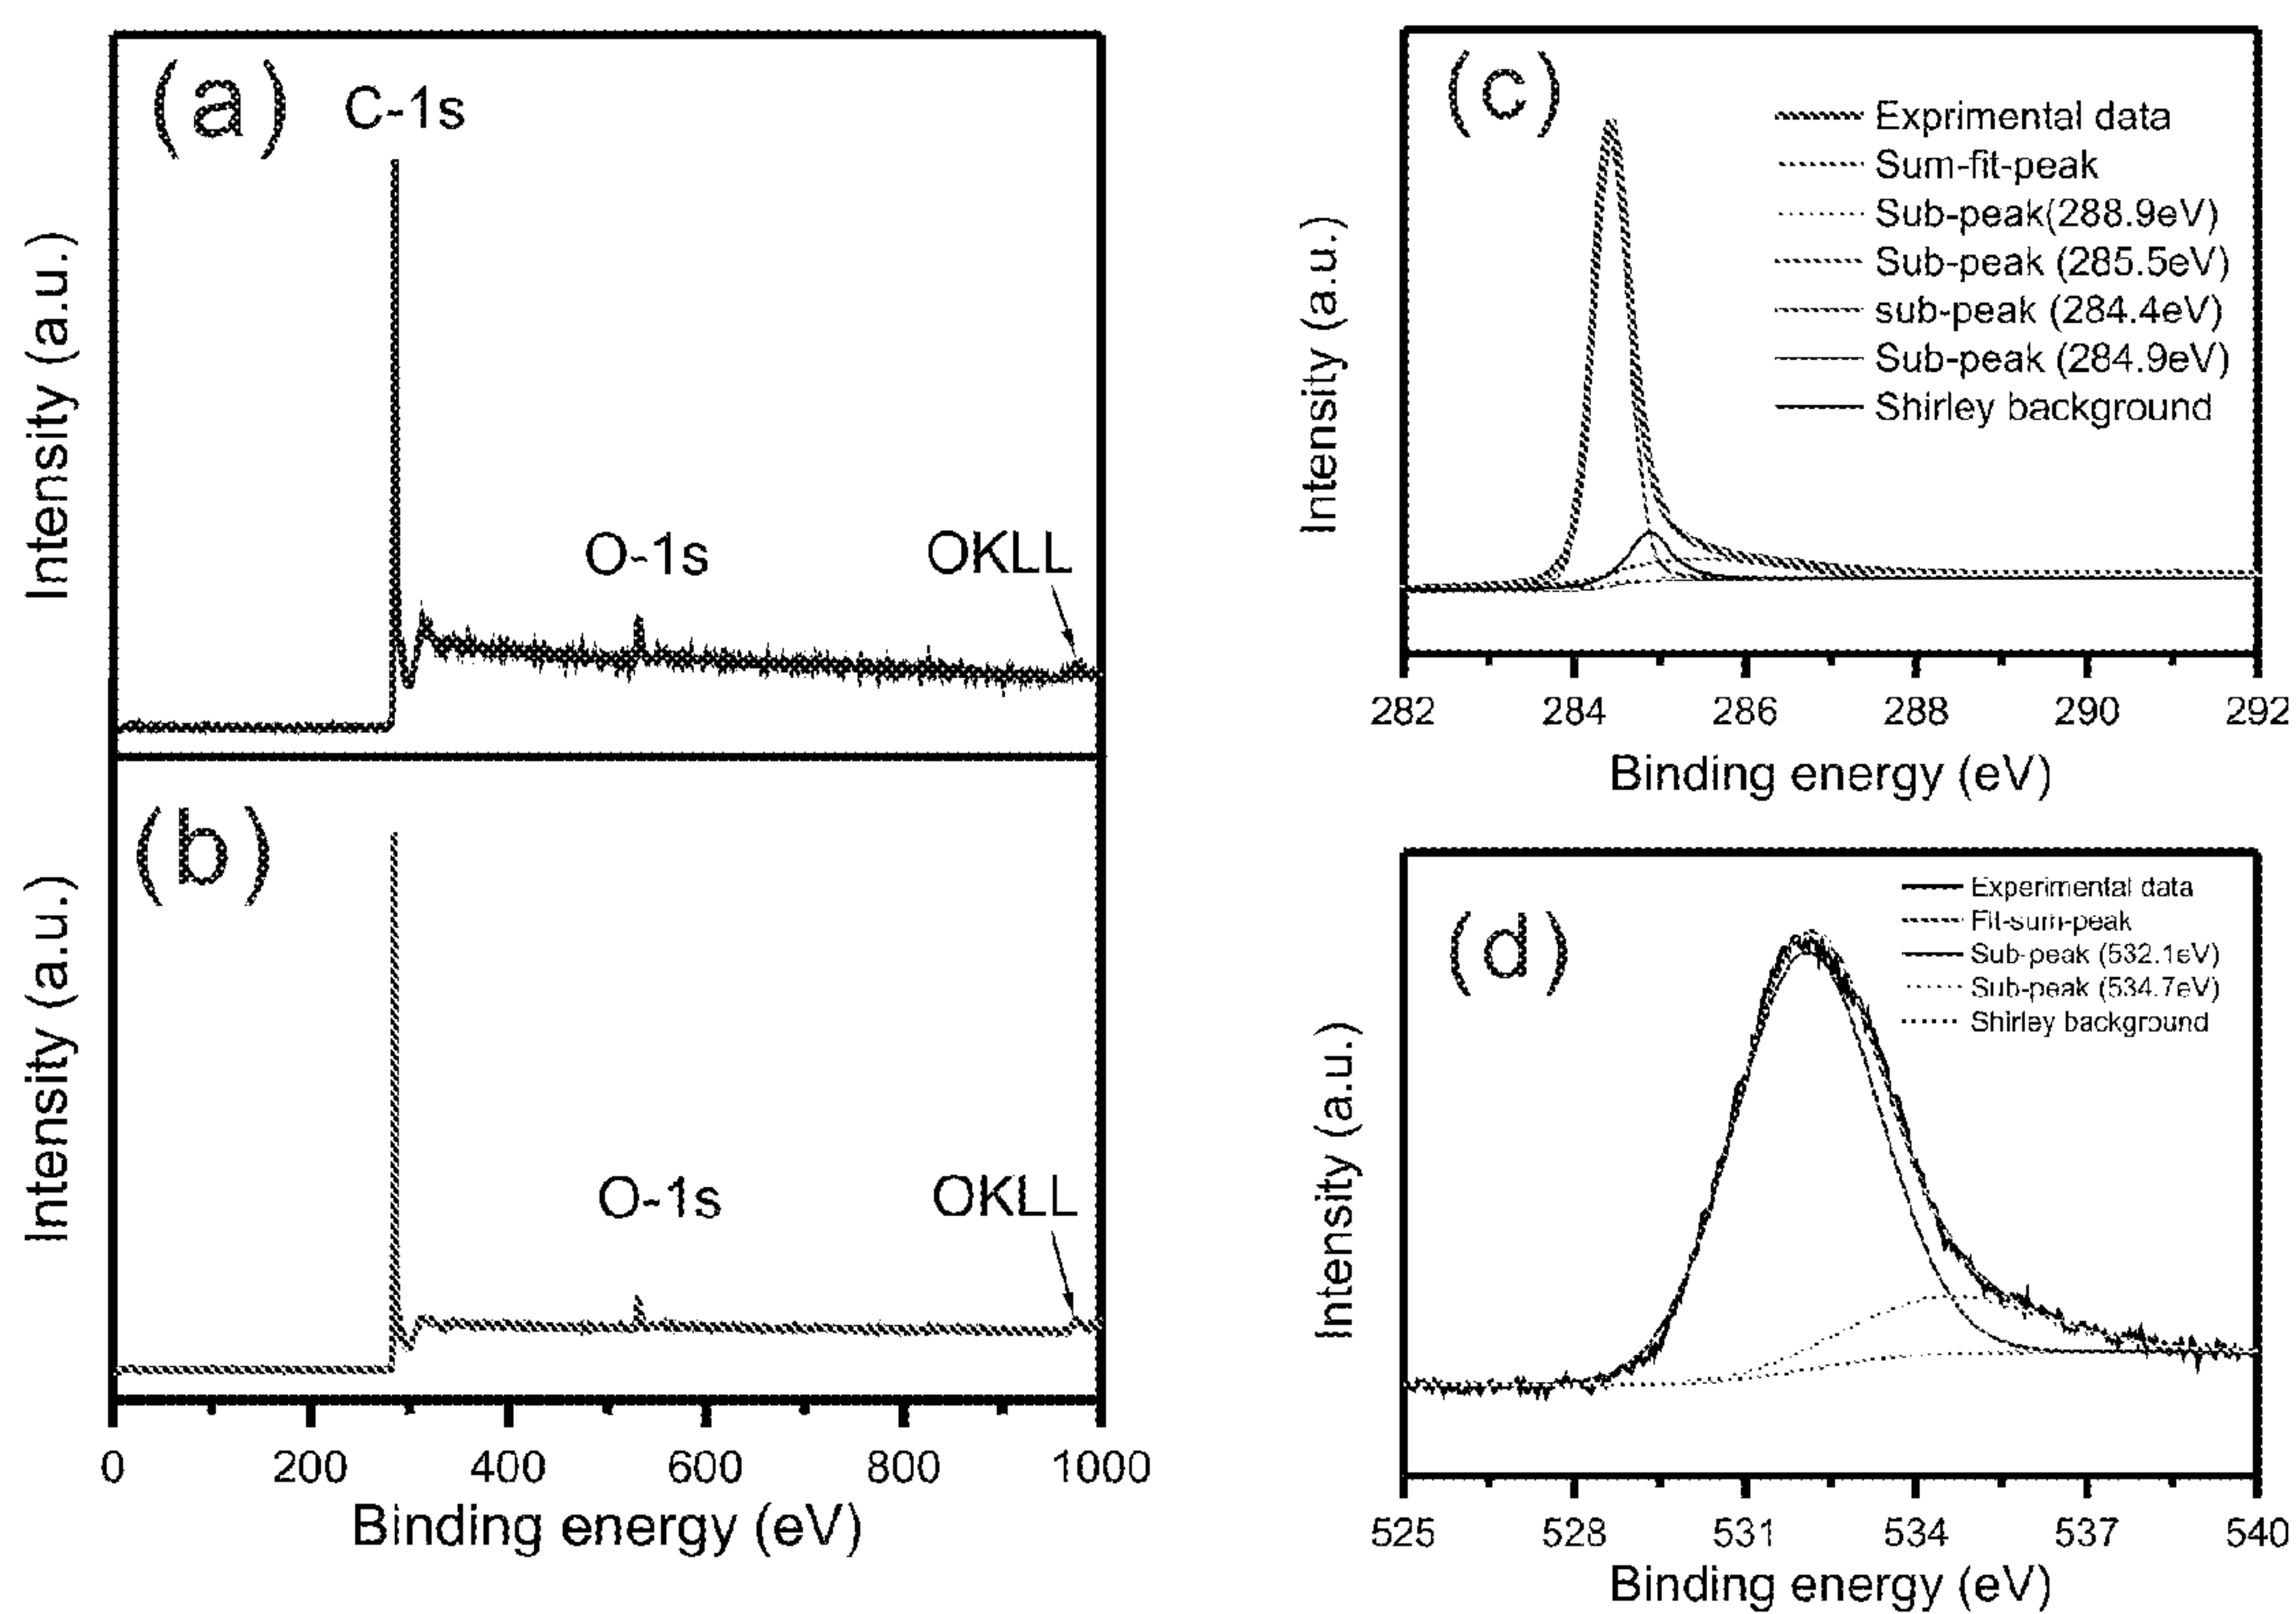 (a)
C-1s
O-1s
OKLL
Intensity (a.u.)
(b)
O-1s
OKLL
Intensity (a.u.)
0 200 400 600 800 1000
Binding energy (eV)
(c)
Exprimental data
Sum-fit-peak
Sub-peak(288.9eV)
Sub-peak (285.5eV)
sub-peak (284.4eV)
Sub-peak (284.9eV)
Shirley background
Intensity (a.u.)
282 284 286 288 290 292
Binding energy (eV)
(d)
Experimental data
Fit-sum-peak
Sub-peak (532.1eV)
Sub-peak (534.7eV)
Shirley background
Intensity (a.u.)
525 528 531 534 537 540
Binding energy (eV)